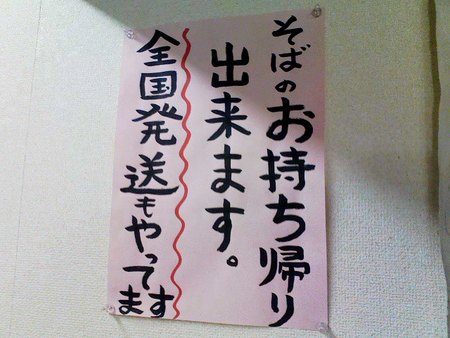 そばのお持ち帰り
出来ます。
全国発送もやってます